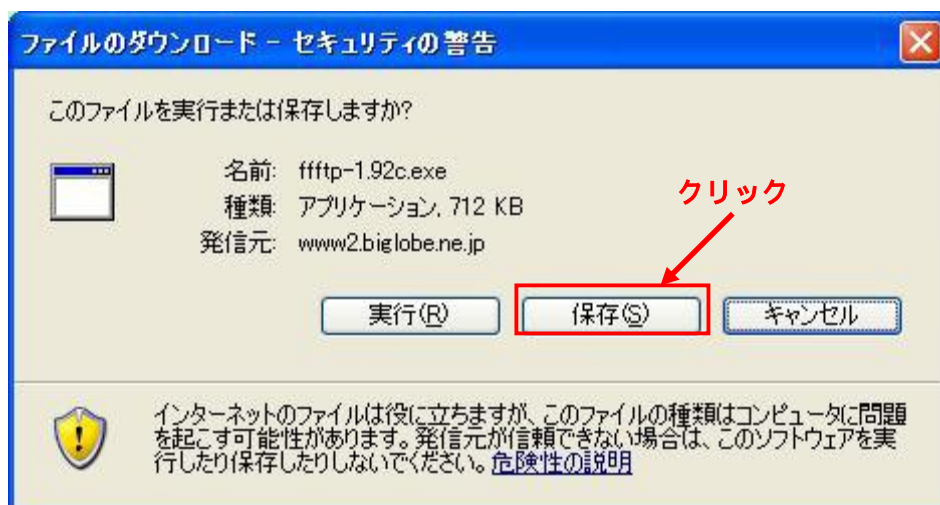 ファイルのダウンロード - セキュリティの警告
このファイルを実行または保存しますか?
名前: ffftp-1.92c.exe
種類: アプリケーション, 712 KB
発信元: www2.biglobe.ne.jp
クリック
実行(R) 保存(S) キャンセル
インターネットのファイルは役に立ちますが、このファイルの種類はコンピュータに問題
を起こす可能性があります。発信元が信頼できない場合は、このソフトウェアを実
行したり保存したりしないでください。危険性の説明